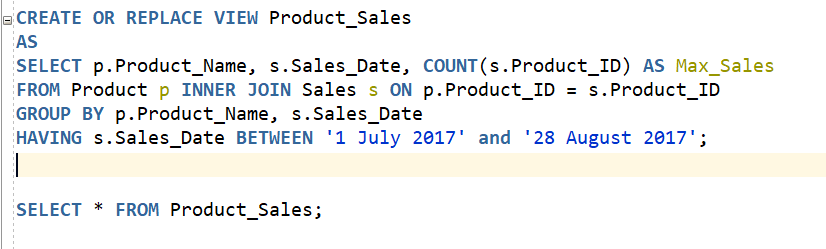 CREATE OR REPLACE VIEW Product_Sales
AS
SELECT p.Product_Name, s.Sales_Date, COUNT(s.Product_ID) AS Max_Sales
FROM Product p INNER JOIN Sales s ON p.Product_ID = s.Product_ID
GROUP BY p.Product_Name, s.Sales_Date
HAVING s.Sales_Date BETWEEN '1 July 2017' and '28 August 2017';
SELECT * FROM Product_Sales;